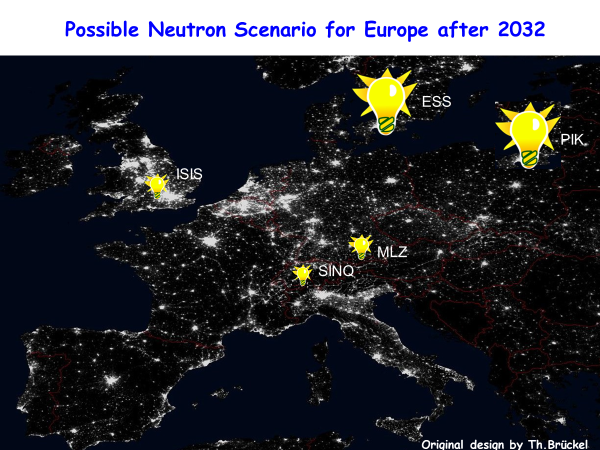 Possible Neutron Scenario for Europe after 2032
ESS
PIK
ISIS
MLZ
SINQ
Original design by Th.Brückel